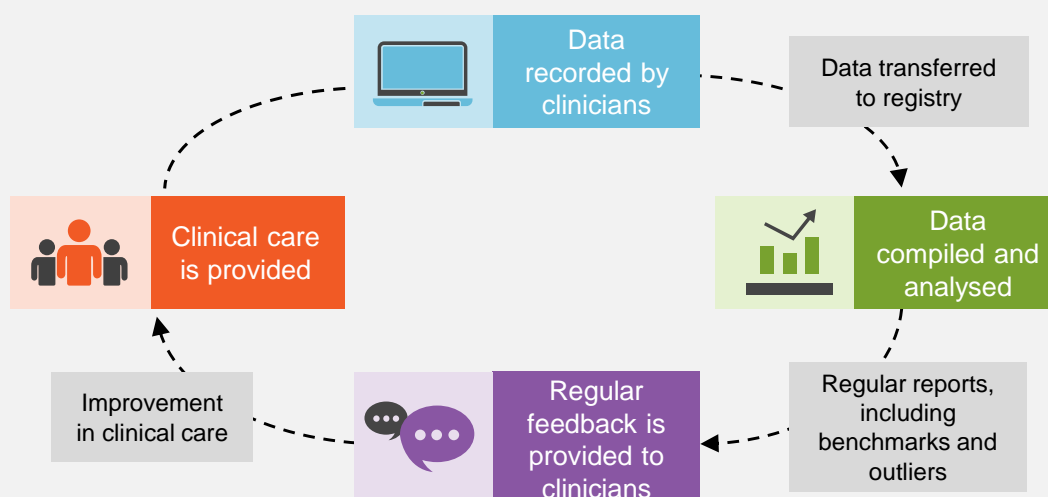 Data
recorded by
clinicians
Data transferred
to registry
Clinical care
is provided
Data
compiled and
analysed
Improvement
in clinical care
Regular
feedback is
provided to
clinicians
Regular reports,
including
benchmarks and
outliers